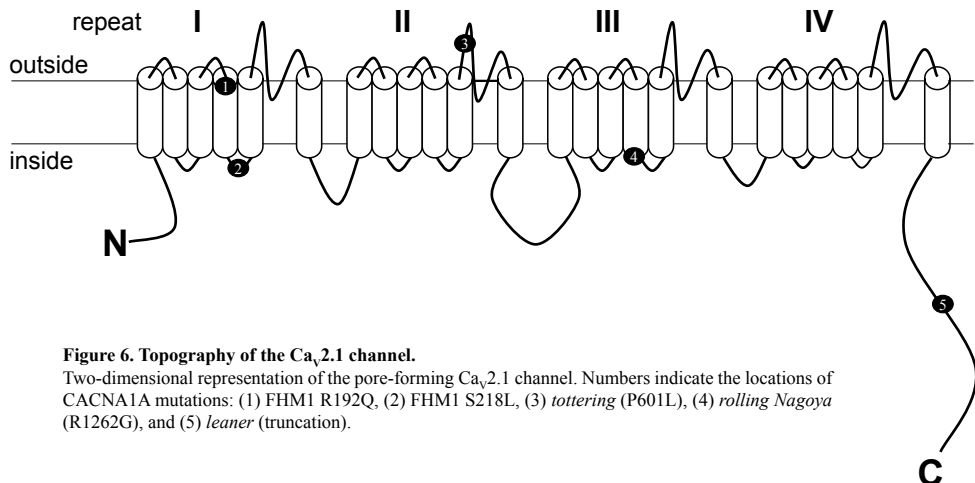 repeat I II III IV
outside
3
1
inside
2
4
N
5
Figure 6. Topography of the CaV2.1 channel.
Two-dimensional representation of the pore-forming CaV2.1 channel. Numbers indicate the locations of
CACNA1A mutations: (1) FHM1 R192Q, (2) FHM1 S218L, (3) tottering (P601L), (4) rolling Nagoya
(R1262G), and (5) leaner (truncation).
C